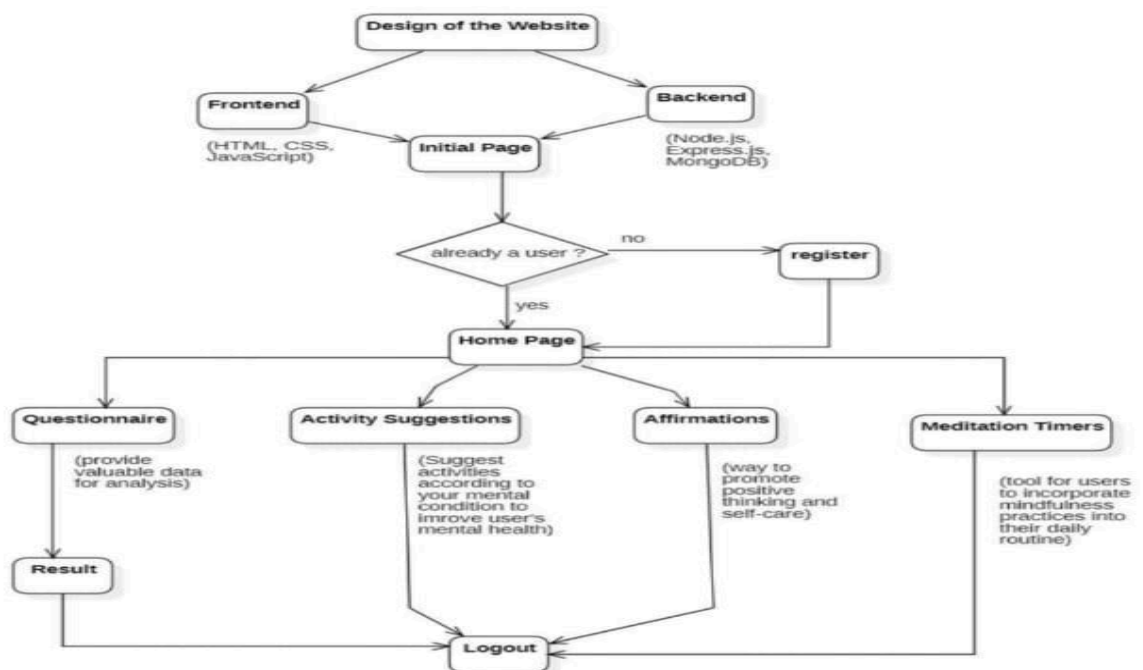 Design of the Website
Frontend
Backend
(HTML, CSS,
JavaScript)
Initial Page
(Node.js,
Express.js,
MongoDB)
already a user ?
no
register
yes
Home Page
Questionnaire
Activity Suggestions
Affirmations
Meditation Timers
(provide
valuable data
for analysis)
(Suggest
activities
according to
your mental
condition to
imrove user's
mental health)
(way to
promote
positive
thinking and
self-care)
(tool for users
to incorporate
mindfulness
practices into
their daily
routine)
Result
Logout